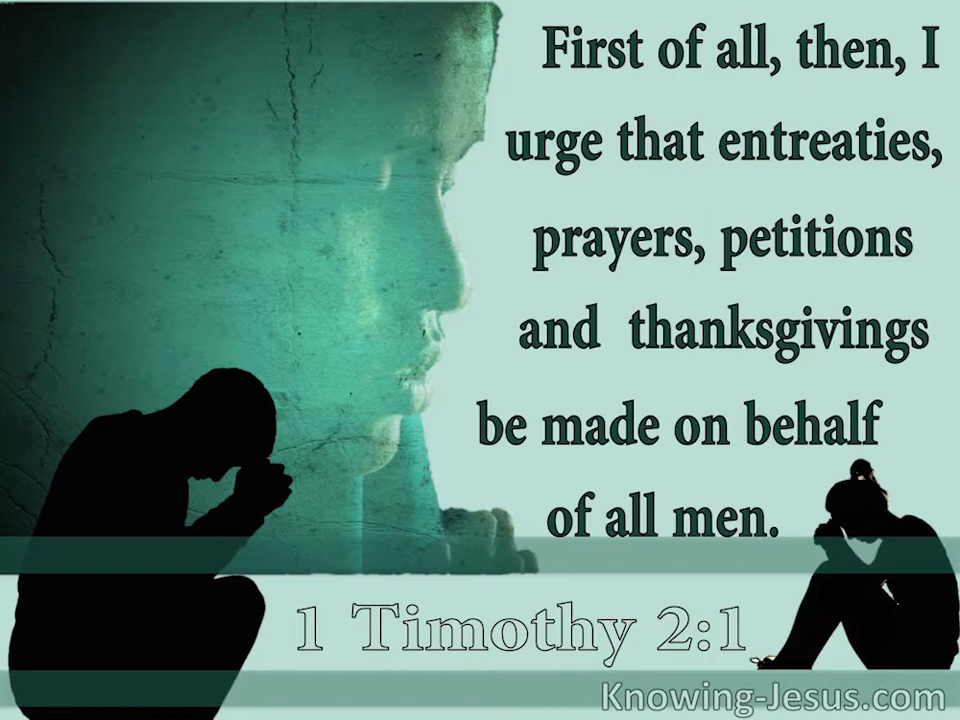 First of all, then, I
urge that entreaties,
prayers, petitions
and thanksgivings
be made on behalf
of all men.
1 Timothy 2:1
Knowing-Jesus.com